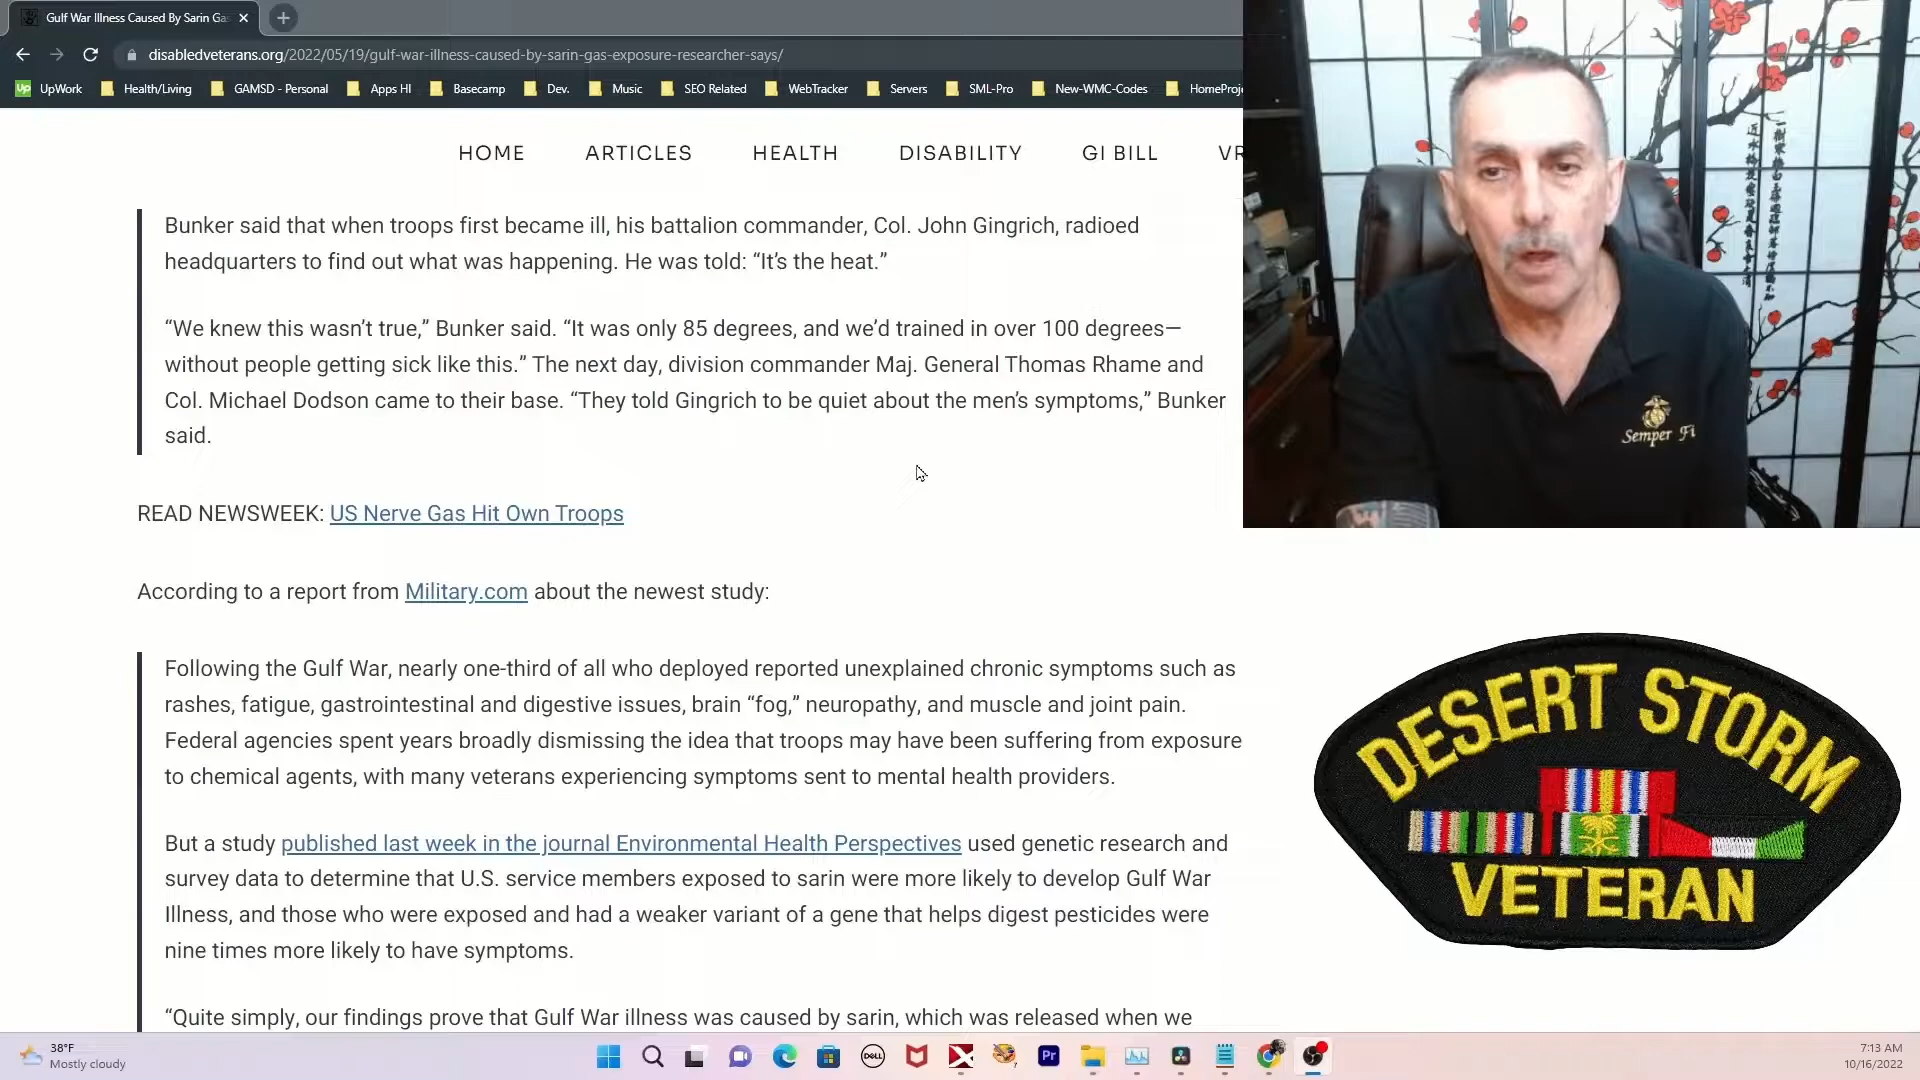 Gulf War Illness Caused By Sarin Ga
disabledveterans.org/2022/05/19/gulf-war-illness-caused-by-sarin-gas-exposure-researcher-says/
Up UpWork Health/Living GAMSD - Personal Apps HI Basecamp Dev. Music SEO Related WebTracker Servers SML-Pro New-WMC-Codes HomeProje
HOME ARTICLES HEALTH DISABILITY GI BILL VR
Bunker said that when troops first became ill, his battalion commander, Col. John Gingrich, radioed
headquarters to find out what was happening. He was told: “It’s the heat.”
“We knew this wasn’t true,” Bunker said. “It was only 85 degrees, and we’d trained in over 100 degrees—
without people getting sick like this.” The next day, division commander Maj. General Thomas Rhame and
Col. Michael Dodson came to their base. “They told Gingrich to be quiet about the men’s symptoms,” Bunker
said.
READ NEWSWEEK: US Nerve Gas Hit Own Troops
According to a report from Military.com about the newest study:
Following the Gulf War, nearly one-third of all who deployed reported unexplained chronic symptoms such as
rashes, fatigue, gastrointestinal and digestive issues, brain “fog,” neuropathy, and muscle and joint pain.
Federal agencies spent years broadly dismissing the idea that troops may have been suffering from exposure
to chemical agents, with many veterans experiencing symptoms sent to mental health providers.
But a study published last week in the journal Environmental Health Perspectives used genetic research and
survey data to determine that U.S. service members exposed to sarin were more likely to develop Gulf War
Illness, and those who were exposed and had a weaker variant of a gene that helps digest pesticides were
nine times more likely to have symptoms.
“Quite simply, our findings prove that Gulf War illness was caused by sarin, which was released when we
Semper Fi
DESERT STORM
VETERAN
38°F
Mostly cloudy
DELL
Pr
7:13 AM
10/16/2022